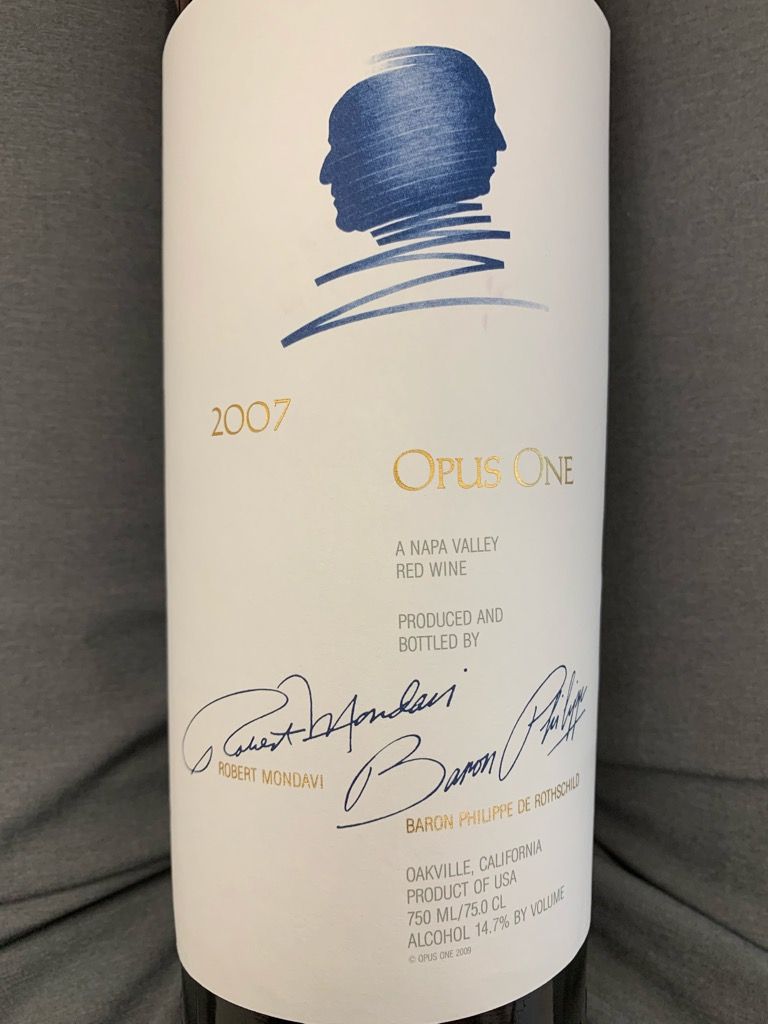 2007
OPUS ONE
A NAPA VALLEY
RED WINE
PRODUCED AND
BOTTLED BY
Robert Mondavi
ROBERT MONDAVI
Baron Philippe
BARON PHILIPPE DE ROTHSCHILD
OAKVILLE, CALIFORNIA
PRODUCT OF USA
750 ML/75.0 CL
ALCOHOL 14.7% BY VOLUME
© OPUS ONE 2009